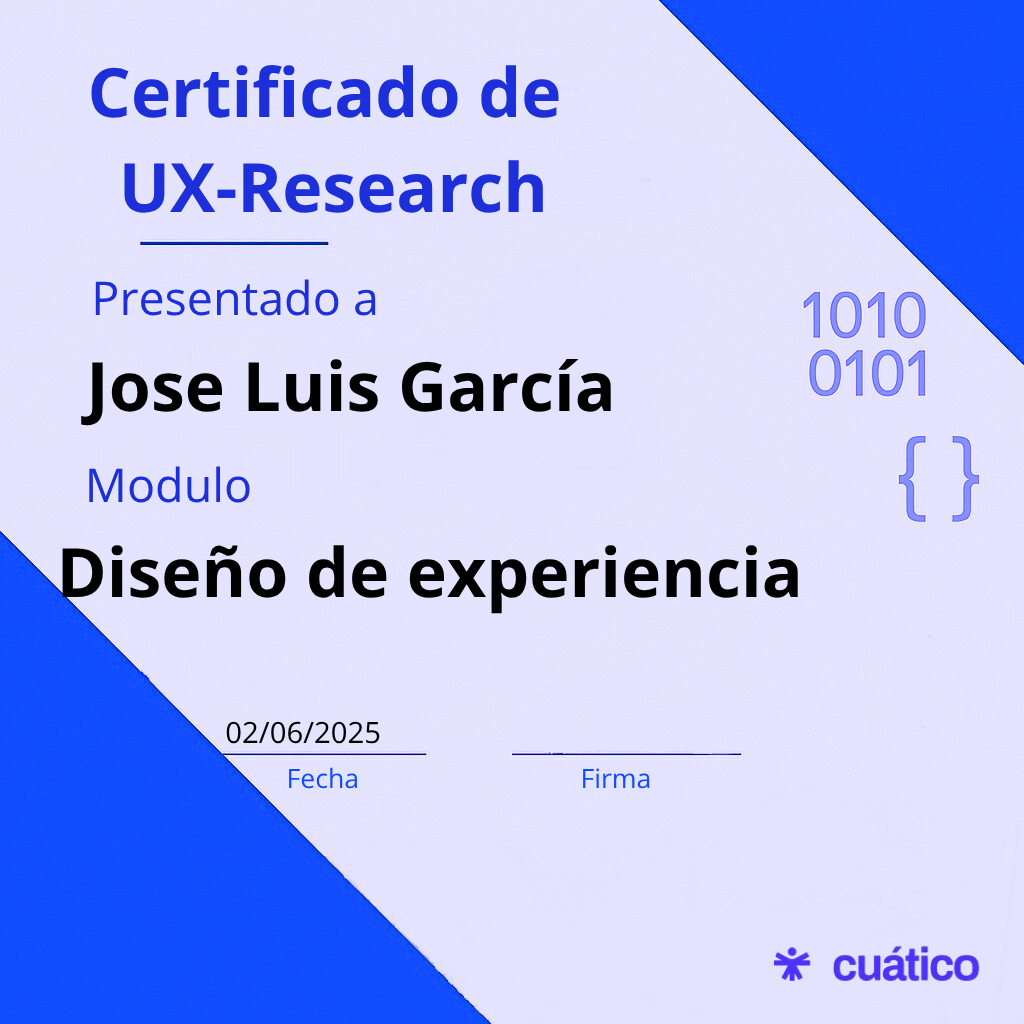 Certificado de
UX-Research
Presentado a
Jose Luis García
1010
0101
{ }
Modulo
Diseño de experiencia
02/06/2025
Fecha
Firma
cuático